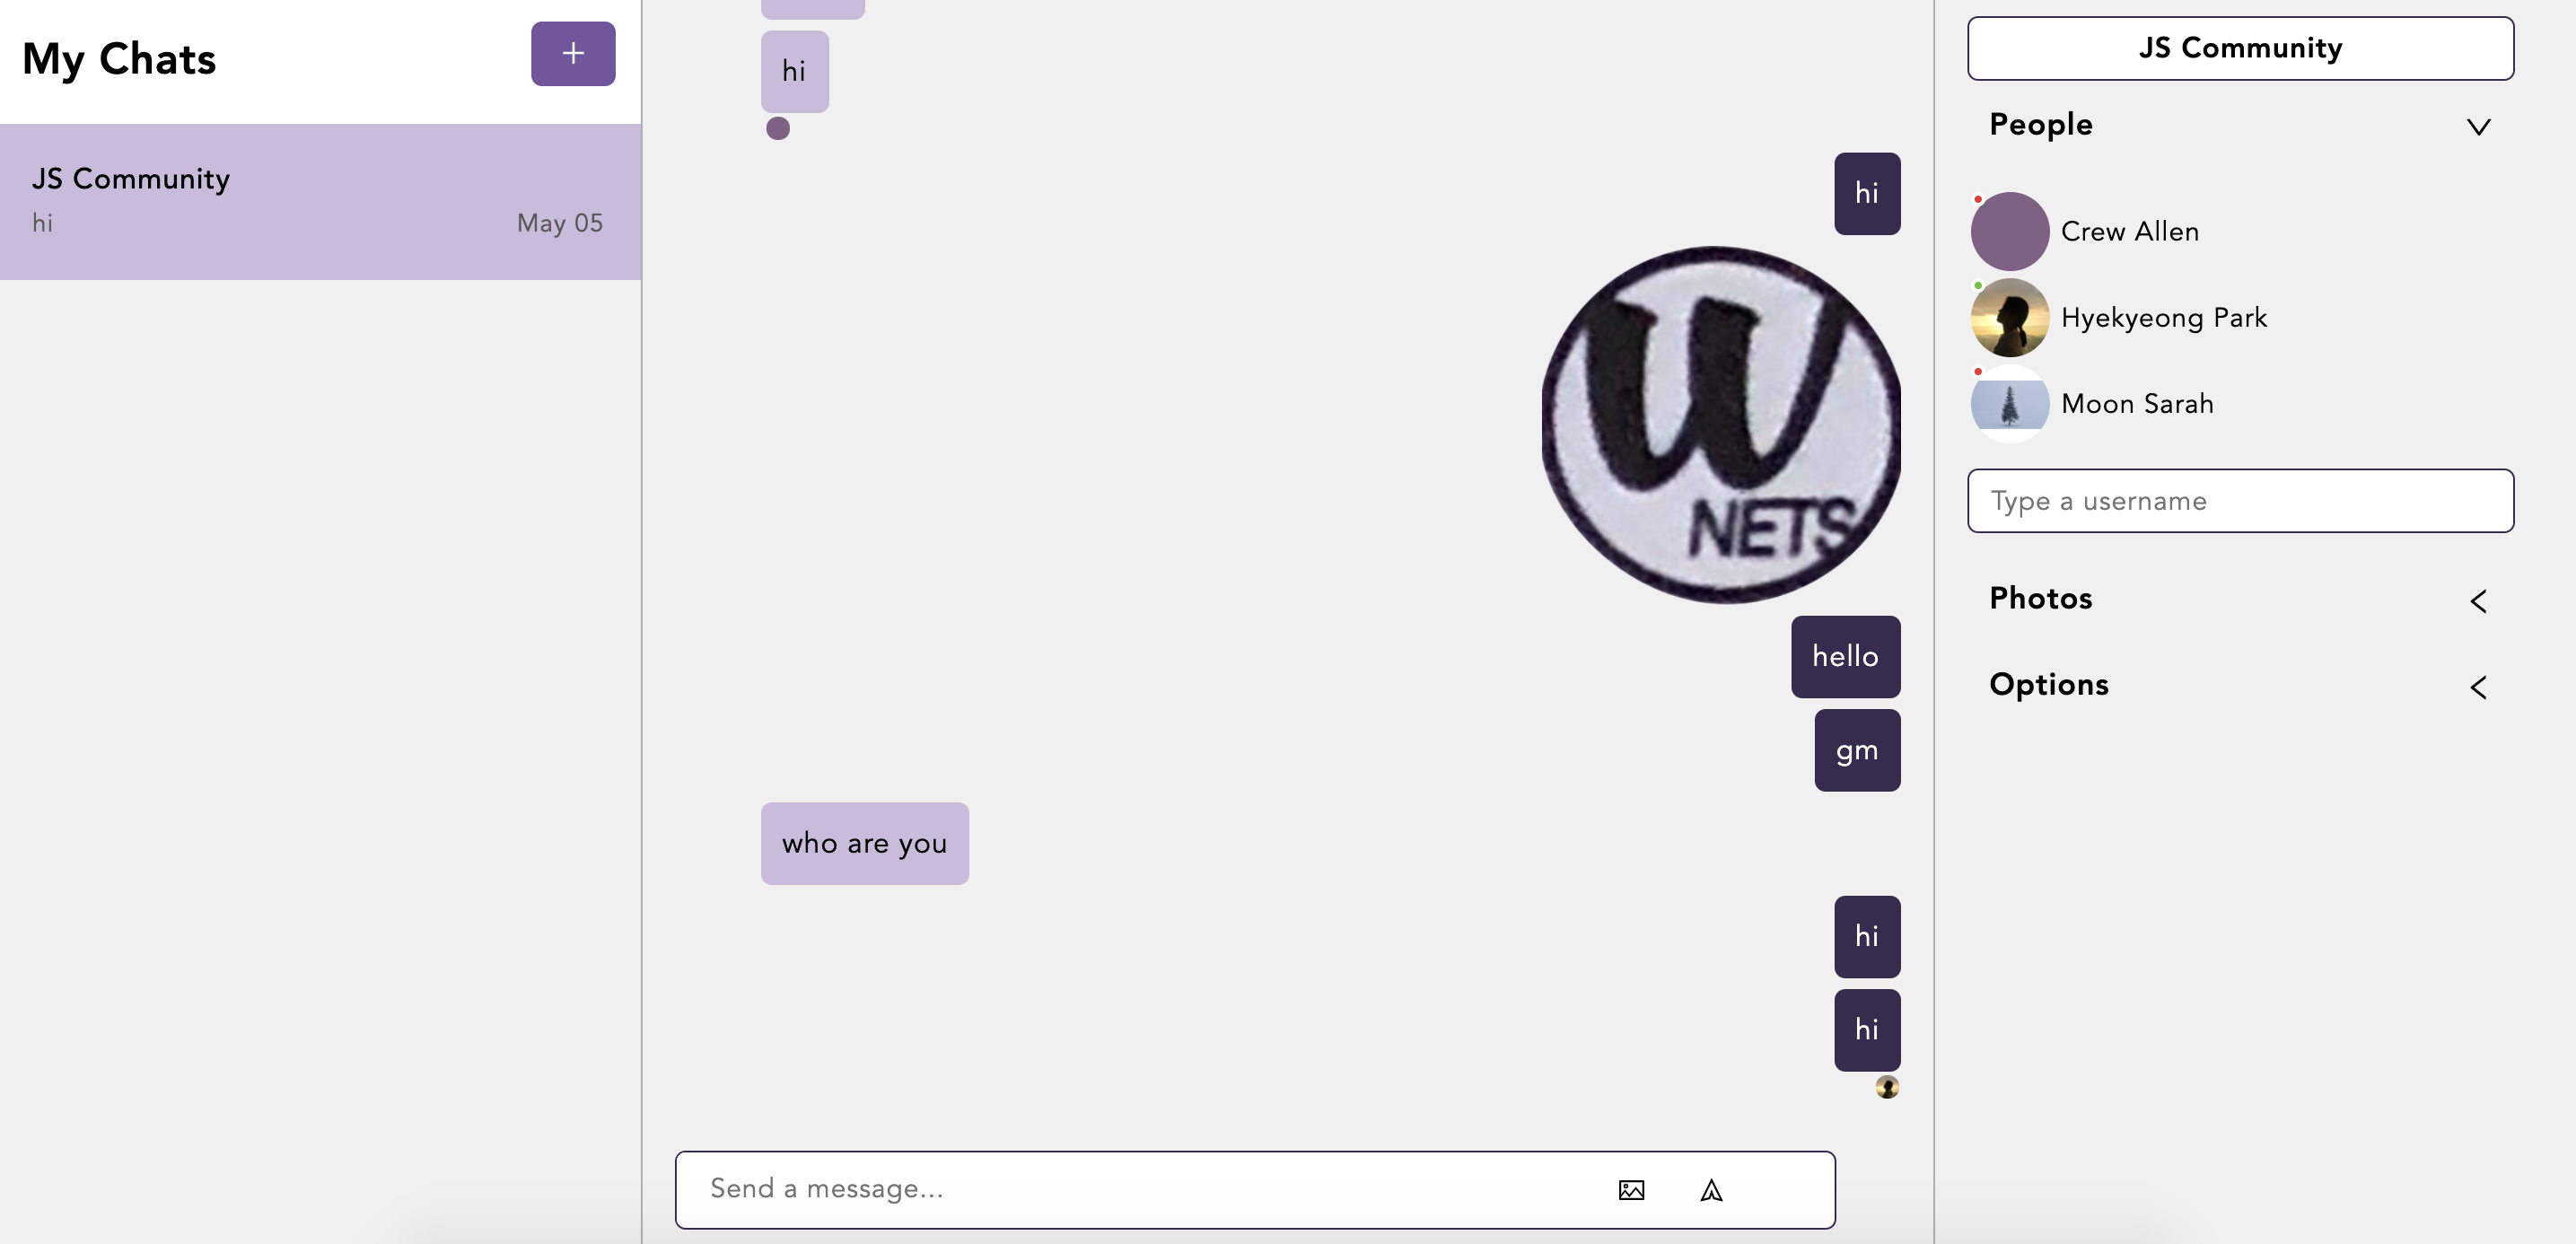 My Chats
+
JS Community
hi
May 05
hi
hi
W
NETS
hello
gm
who are you
hi
hi
Send a message...
JS Community
People
Crew Allen
Hyekyeong Park
Moon Sarah
Type a username
Photos
Options